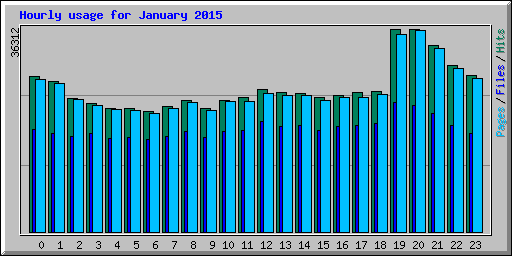 Hourly usage for January 2015
36312
Pages/Files/Hits
0 1 2 3 4 5 6 7 8 9 10 11 12 13 14 15 16 17 18 19 20 21 22 23